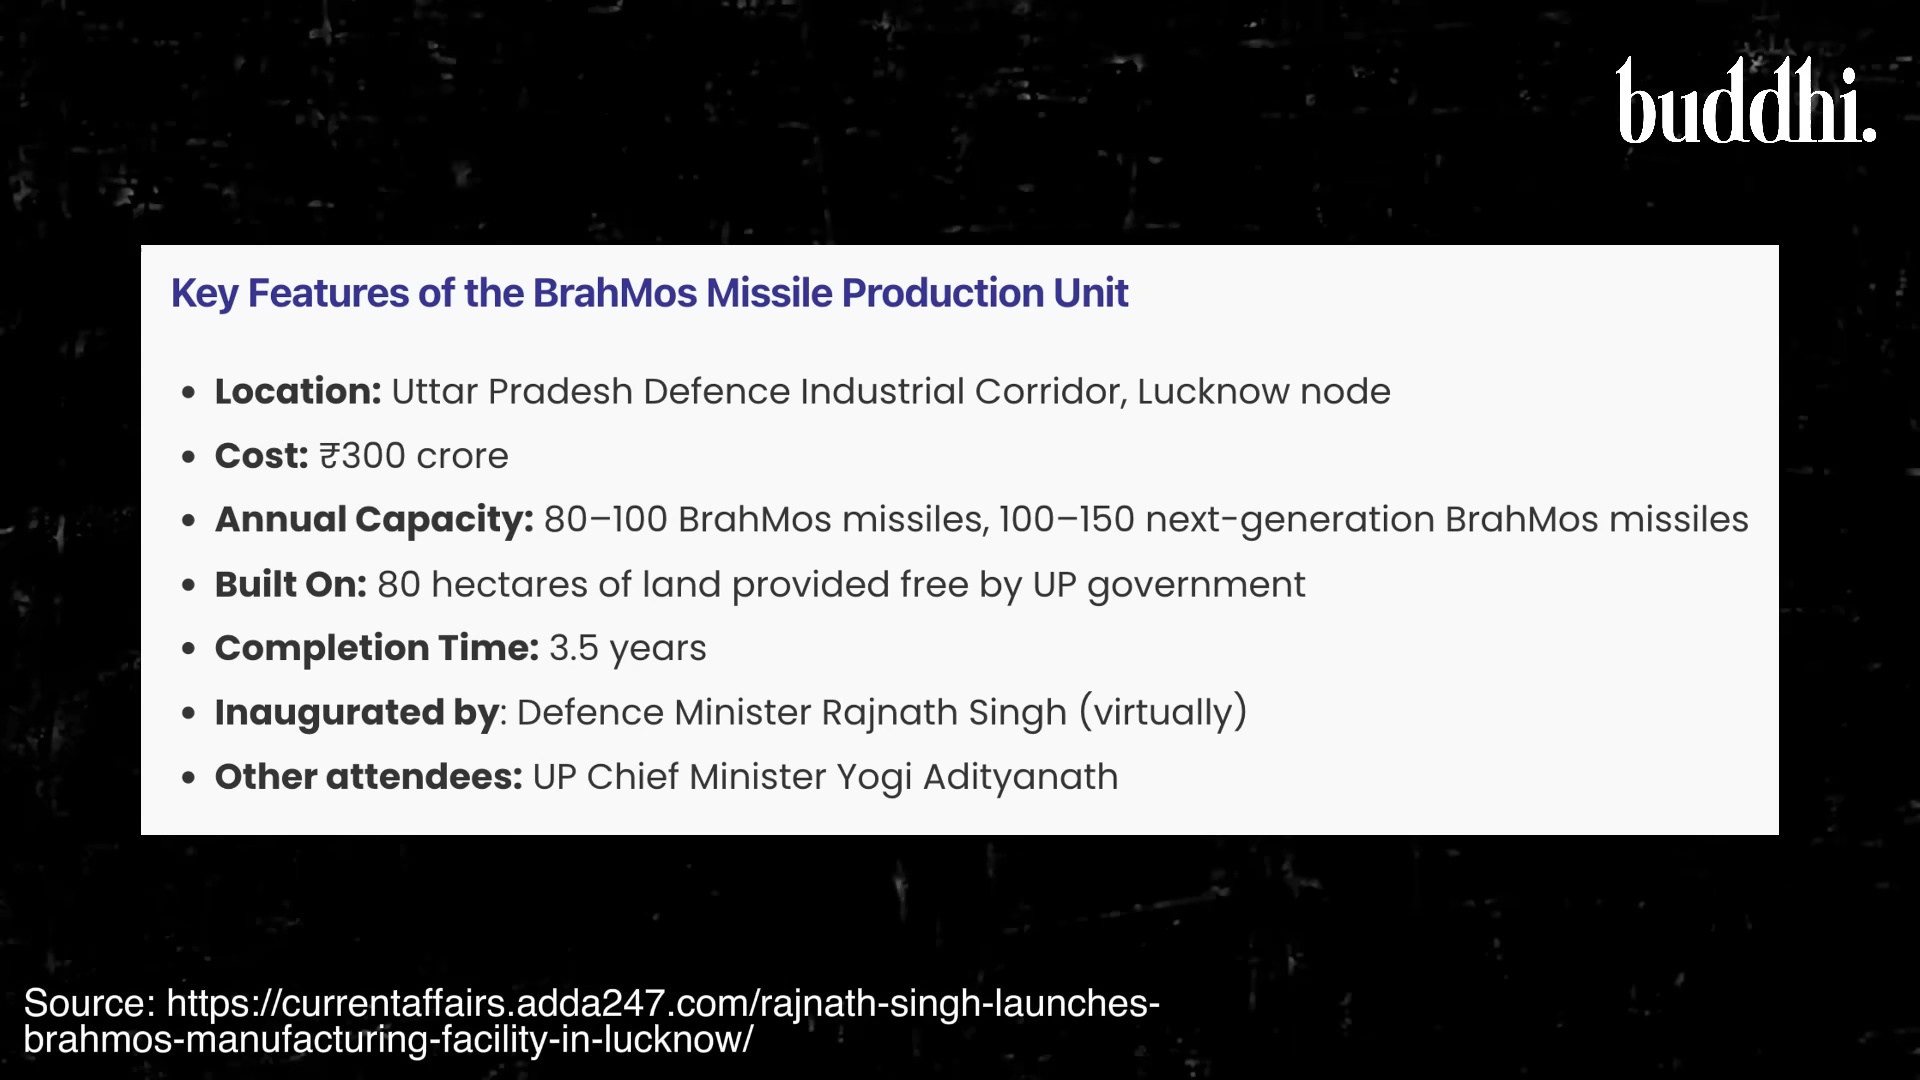 buddhi.
Key Features of the BrahMos Missile Production Unit
• Location: Uttar Pradesh Defence Industrial Corridor, Lucknow node
• Cost: ₹300 crore
• Annual Capacity: 80–100 BrahMos missiles, 100–150 next-generation BrahMos missiles
• Built On: 80 hectares of land provided free by UP government
• Completion Time: 3.5 years
• Inaugurated by: Defence Minister Rajnath Singh (virtually)
• Other attendees: UP Chief Minister Yogi Adityanath
Source: https://currentaffairs.adda247.com/rajnath-singh-launches-
brahmos-manufacturing-facility-in-lucknow/